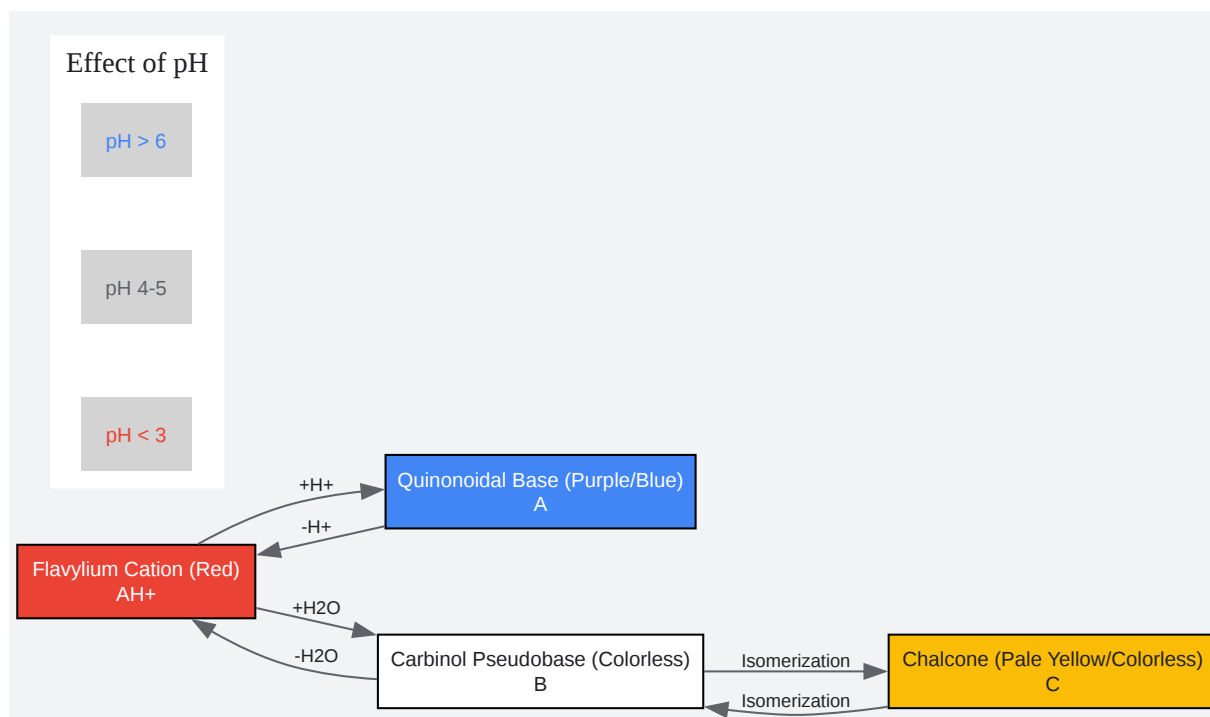 Effect of pH
pH > 6
pH 4-5
pH < 3
+H+
Quinonoidal Base (Purple/Blue)
A
-H+
Flavylium Cation (Red)
AH+
+H2O
-H2O
Carbinol Pseudobase (Colorless)
B
Isomerization
Isomerization
Chalcone (Pale Yellow/Colorless)
C